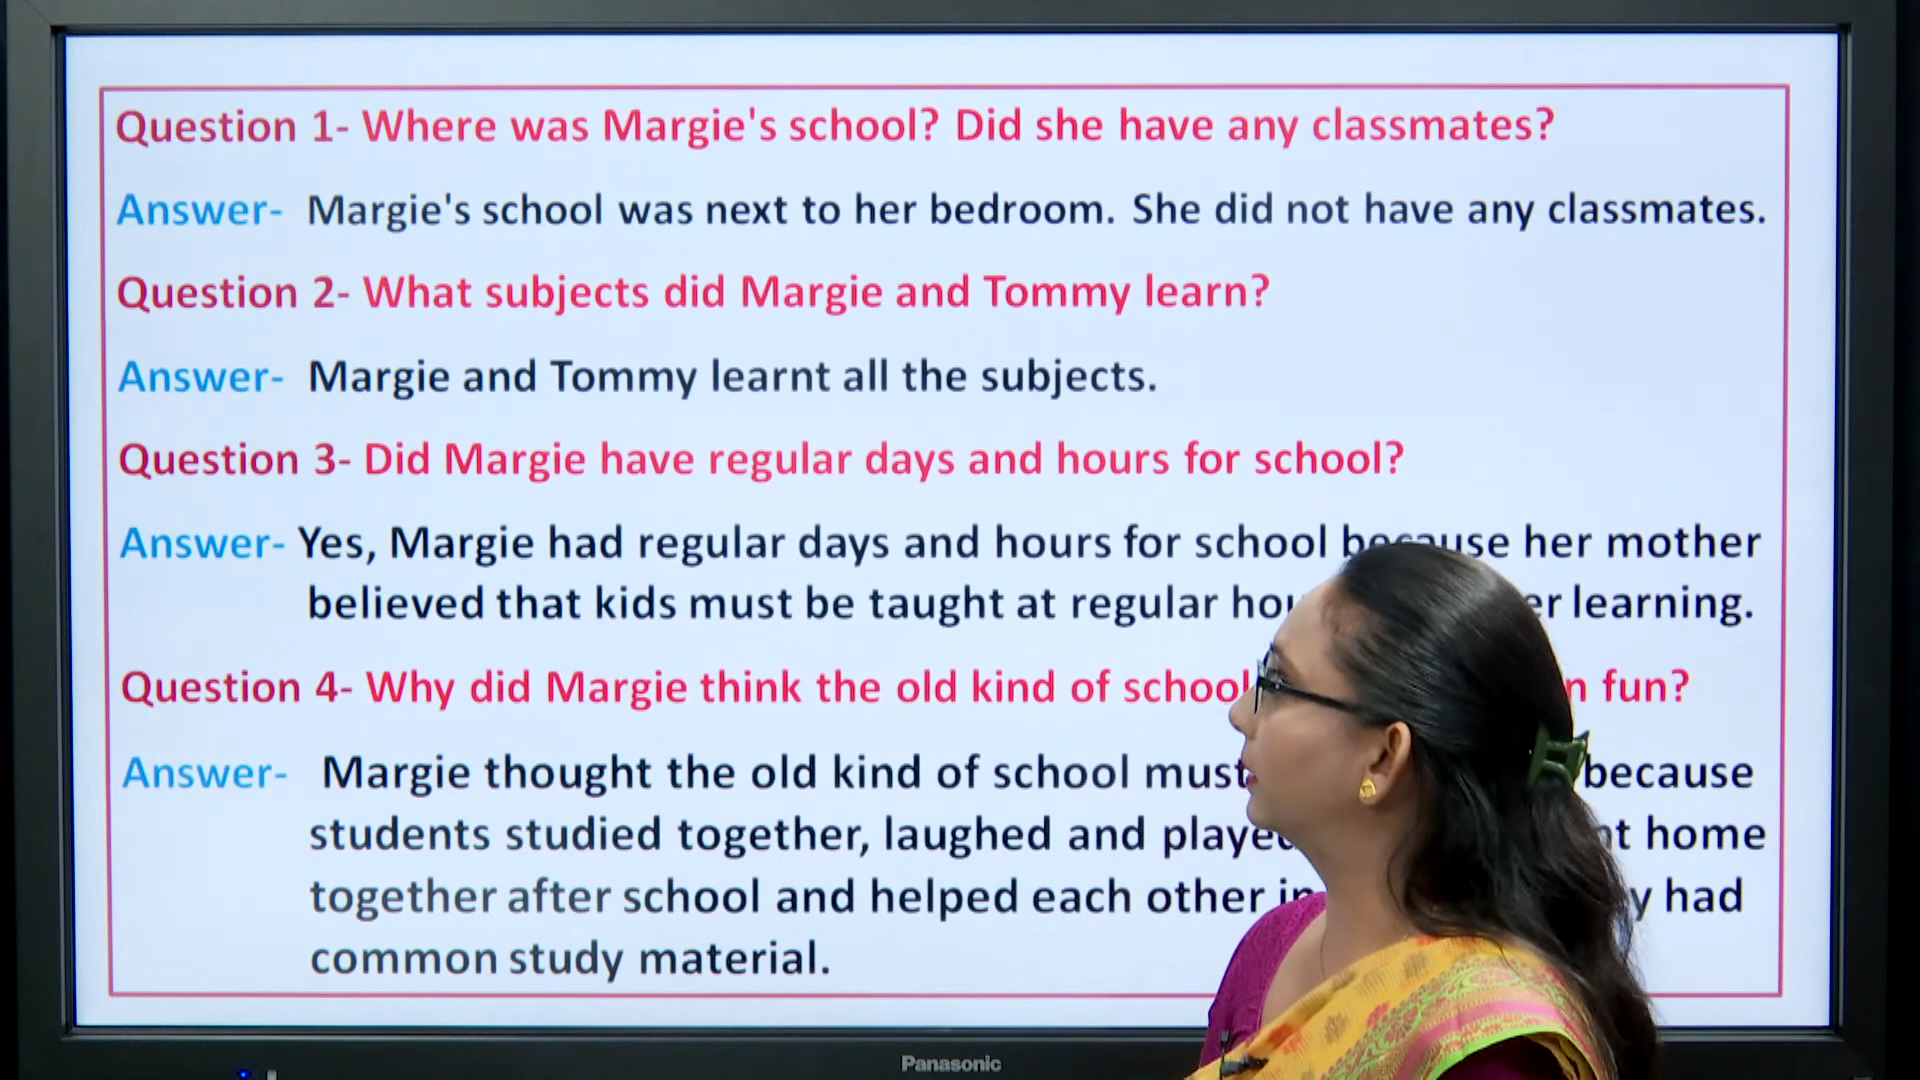 Question 1- Where was Margie's school? Did she have any classmates?
Answer- Margie's school was next to her bedroom. She did not have any classmates.
Question 2- What subjects did Margie and Tommy learn?
Answer- Margie and Tommy learnt all the subjects.
Question 3- Did Margie have regular days and hours for school?
Answer- Yes, Margie had regular days and hours for school because her mother
believed that kids must be taught at regular learning.
Question 4- Why did Margie think the old kind of school fun?
Answer- Margie thought the old kind of school must because
students studied together, laughed and played home
together after school and helped each other had
common study material.
Panasonic